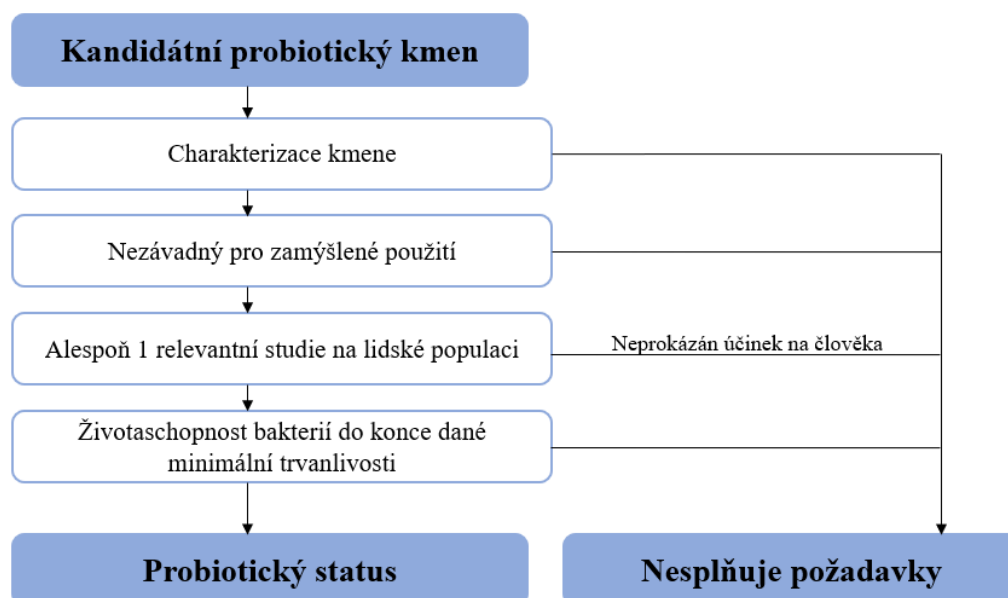 Kandidátní probiotický kmen
Charakterizace kmene
Nezávadný pro zamýšlené použití
Alespoň 1 relevantní studie na lidské populaci
Neprokázán účinek na člověka
Životaschopnost bakterií do konce dané
minimální trvanlivosti
Probiotický status
Nesplňuje požadavky